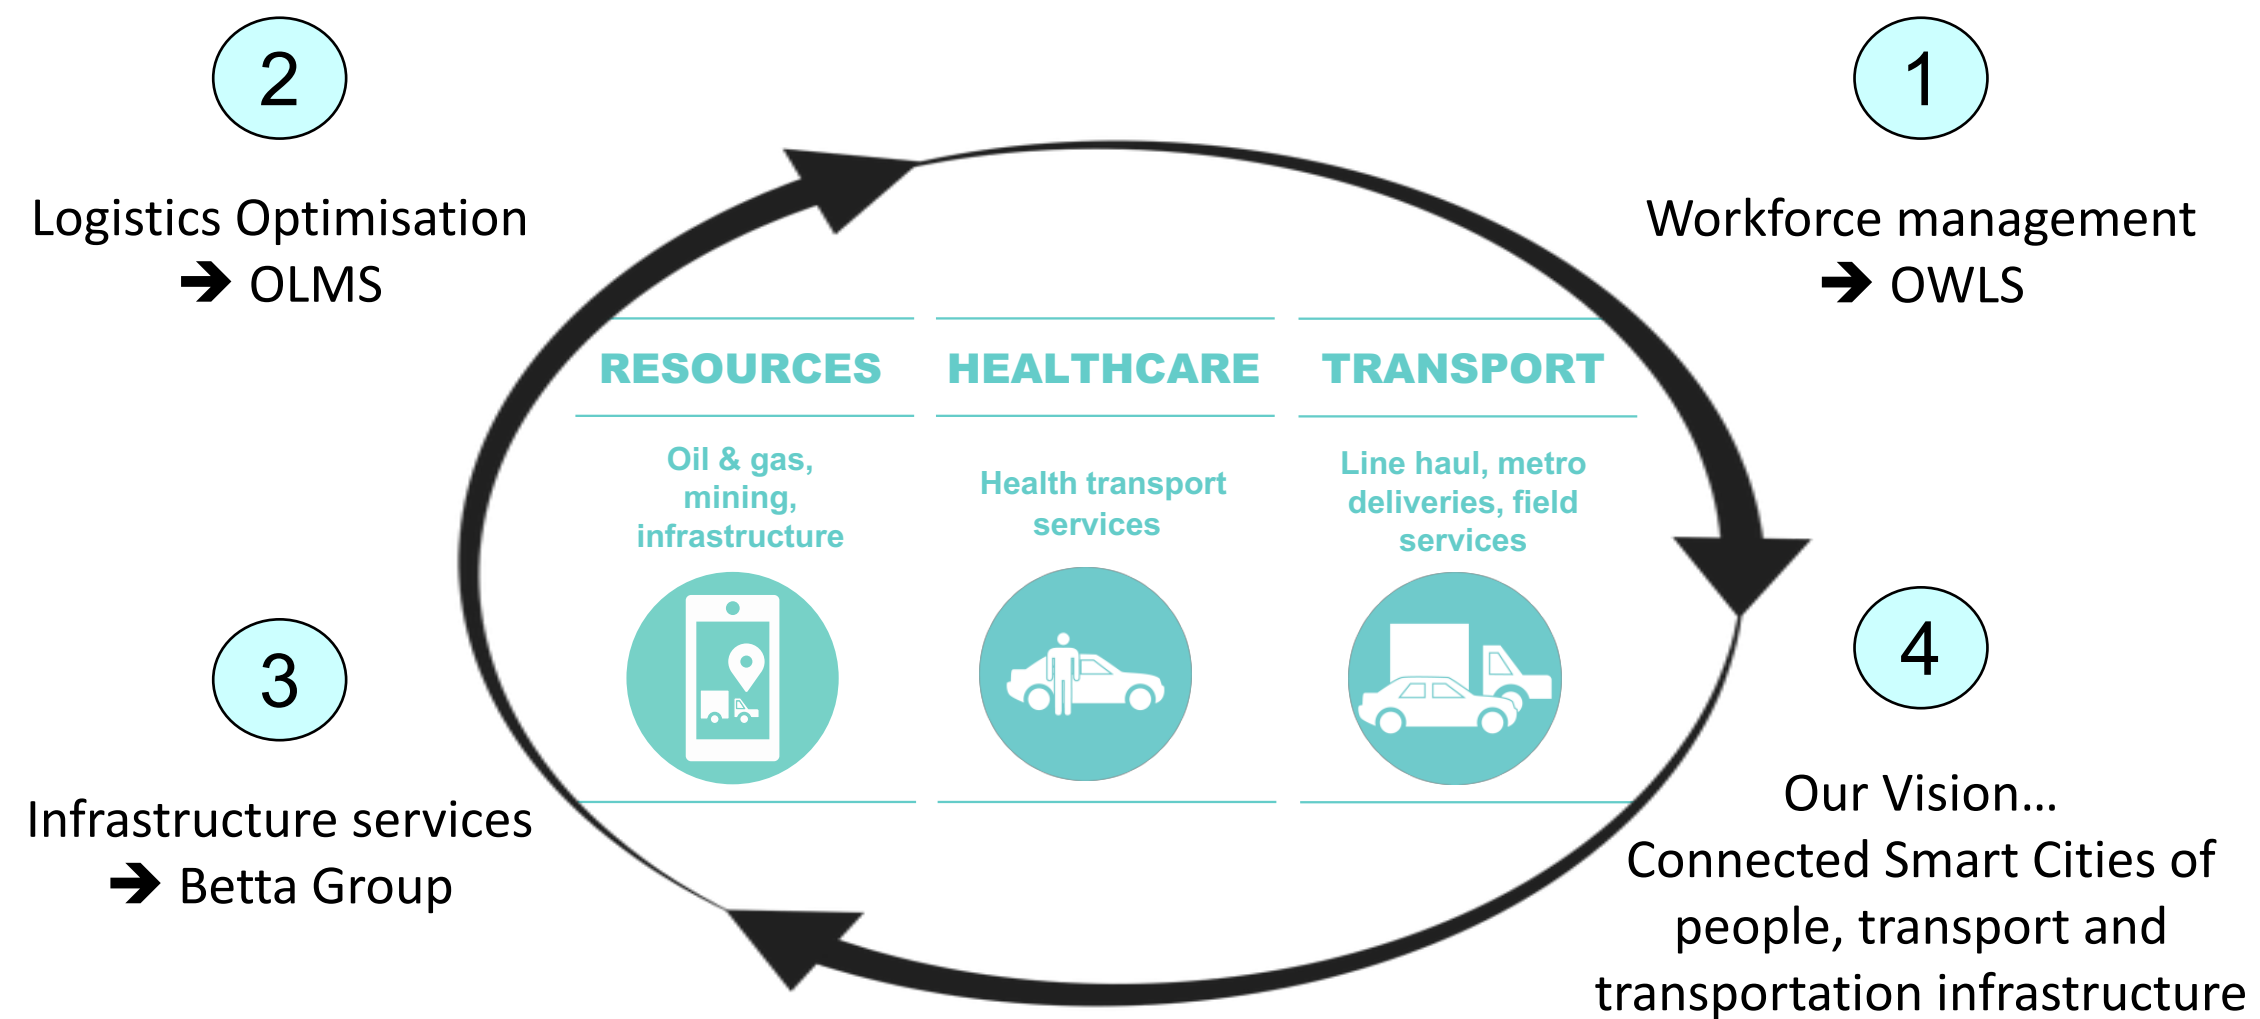 2
Logistics Optimisation
➔ OLMS
1
Workforce management
➔ OWLS
RESOURCES
Oil & gas,
mining,
infrastructure
HEALTHCARE
Health transport
services
TRANSPORT
Line haul, metro
deliveries, field
services
3
Infrastructure services
➔ Betta Group
4
Our Vision...
Connected Smart Cities of
people, transport and
transportation infrastructure